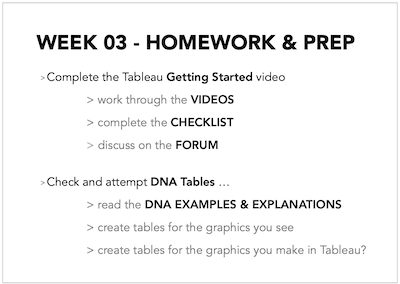 WEEK 03 - HOMEWORK & PREP
> Complete the Tableau Getting Started video
> work through the VIDEOS
> complete the CHECKLIST
> discuss on the FORUM
> Check and attempt DNA Tables …
> read the DNA EXAMPLES & EXPLANATIONS
> create tables for the graphics you see
> create tables for the graphics you make in Tableau?